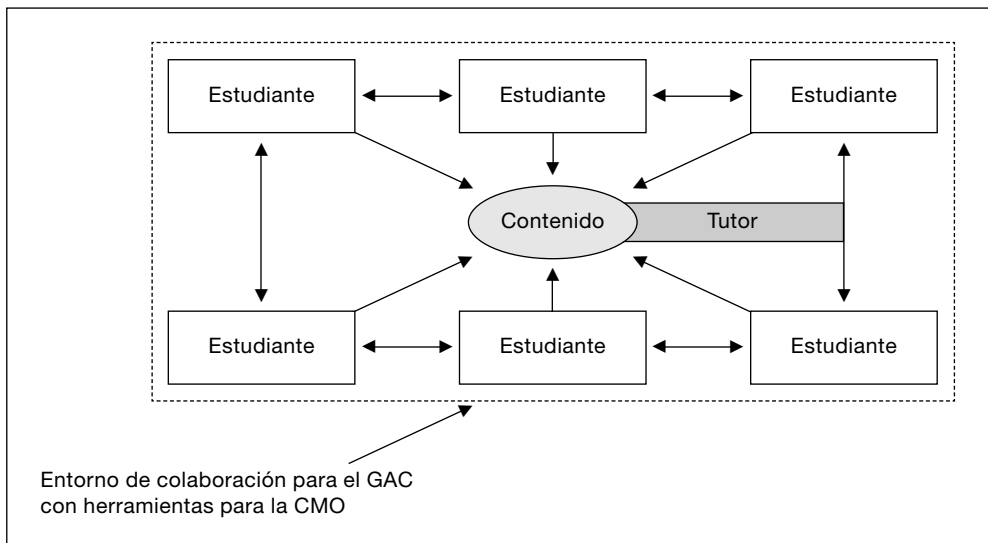 Estudiante Estudiante Estudiante
Contenido Tutor
Estudiante Estudiante Estudiante
Entorno de colaboración para el GAC
con herramientas para la CMO